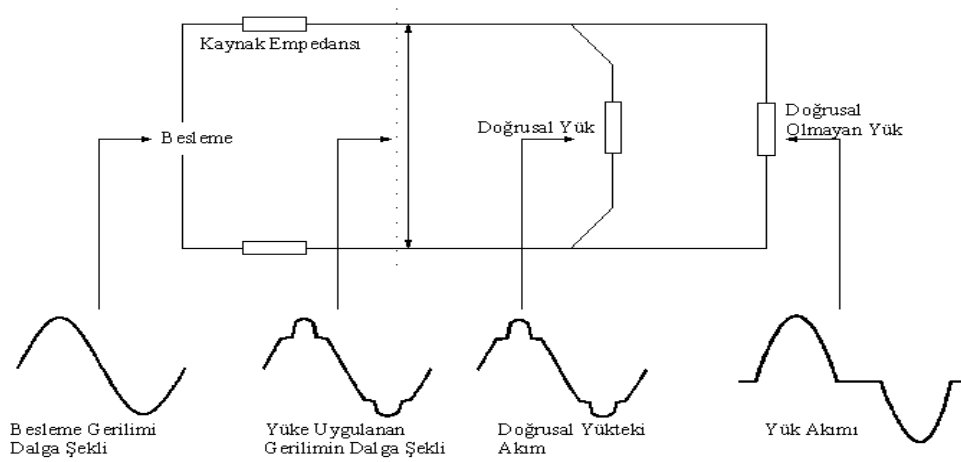 Kaynak Empedansı
Besleme
Doğrusal Yük
Doğrusal
Olmayan Yük
Besleme Gerilimi
Dalga Şekli
Yüke Uygulanan
Gerilimin Dalga Şekli
Doğrusal Yükteki
Akım
Yük Akımı